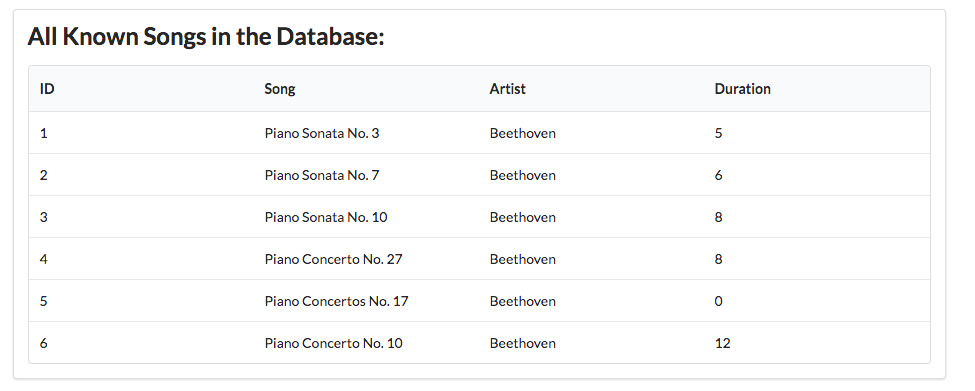 All Known Songs in the Database:
ID Song Artist Duration
1 Piano Sonata No. 3 Beethoven 5
2 Piano Sonata No. 7 Beethoven 6
3 Piano Sonata No. 10 Beethoven 8
4 Piano Concerto No. 27 Beethoven 8
5 Piano Concertos No. 17 Beethoven 0
6 Piano Concerto No. 10 Beethoven 12